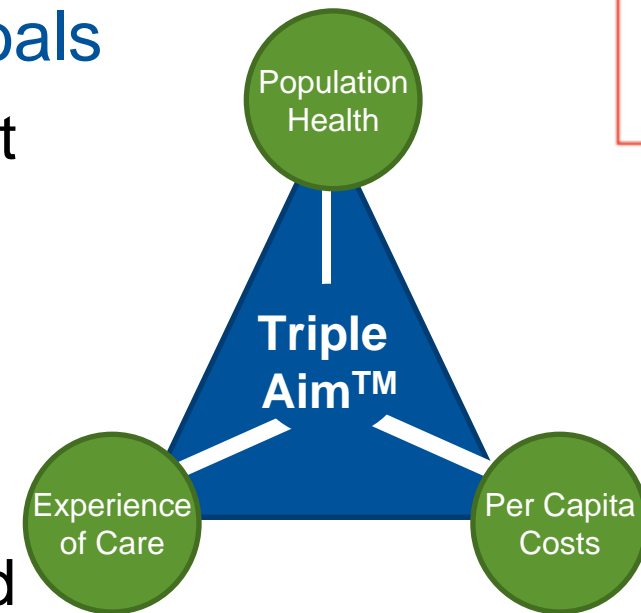 oals
Population
Health
t
Triple
Aim™
Experience
of Care
Per Capita
Costs
d